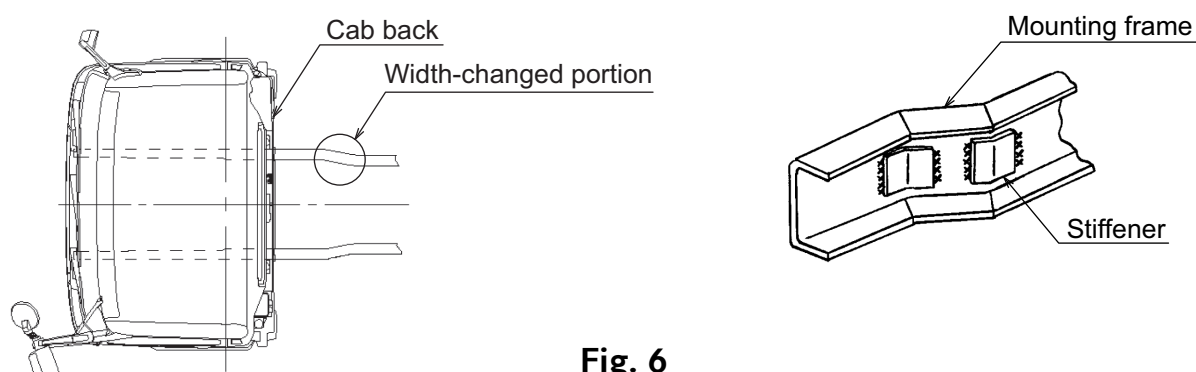 Cab back
Width-changed portion
Mounting frame
Stiffener
Fig. 6